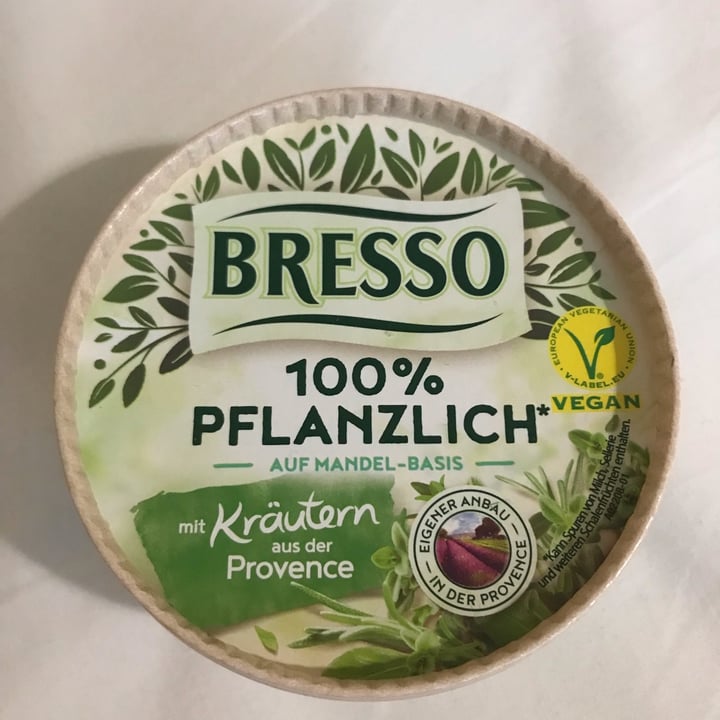 BRESSO
100%
PFLANZLICH*
AUF MANDEL-BASIS
EUROPEAN VEGETARIAN UNION
V-LABEL.EU
VEGAN
mit Kräutern
aus der
Provence
EIGENER ANBAU
IN DER PROVENCE
*Kann Spuren von Milch, Sellerie
und weiteren Schalenfrüchten enthalten.